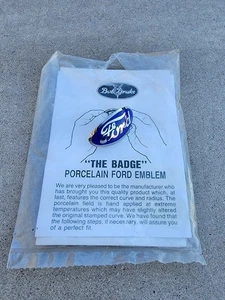 Bob Drake
Ford
"THE BADGE"
PORCELAIN FORD EMBLEM
We are very pleased to be the manufacturer who
has brought you this quality product which, at
last, features the correct curve and radius. The
porcelain field is hand applied at extreme
temperatures which may have slightly altered
the original stamped curve. We have found that
the following steps, if necessary, will assure you
of a perfect fit.